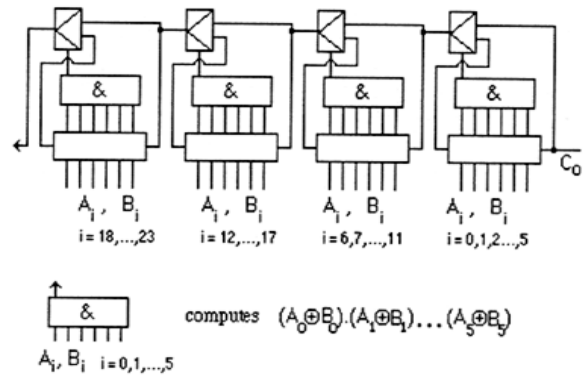 & & & &
C₀
Aᵢ , Bᵢ Aᵢ , Bᵢ Aᵢ , Bᵢ Aᵢ , Bᵢ
i = 18,...,23 i = 12,...,17 i = 6,7,...,11 i = 0,1,2...,5
& computes (A₀⊕B₀).(A₁⊕B₁)...(A₅⊕B₅)
Aᵢ, Bᵢ i = 0,1,...,5